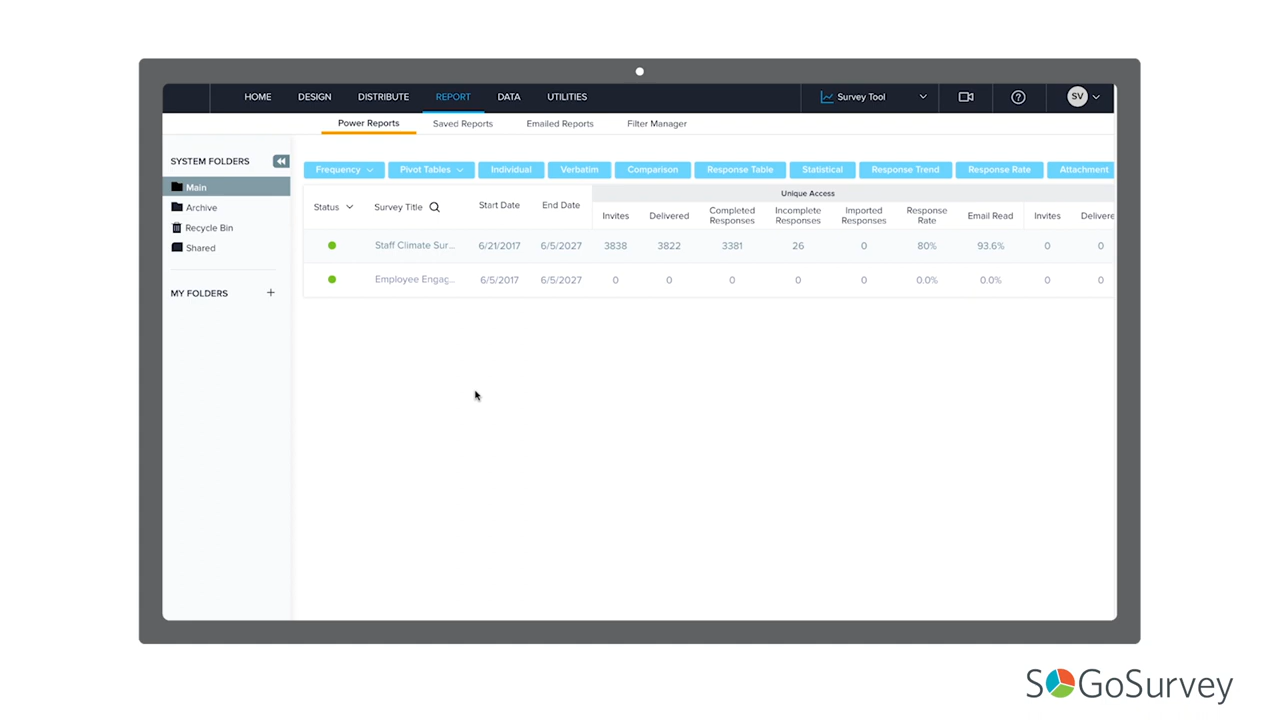 HOME DESIGN DISTRIBUTE REPORT DATA UTILITIES Survey Tool SV
Power Reports Saved Reports Emailed Reports Filter Manager
SYSTEM FOLDERS
Main
Archive
Recycle Bin
Shared
MY FOLDERS +
Frequency Pivot Tables Individual Verbatim Comparison Response Table Statistical Response Trend Response Rate Attachment
Unique Access
Status Survey Title Start Date End Date Invites Delivered Completed Responses Incomplete Responses Imported Responses Response Rate Email Read Invites Delivere
Staff Climate Sur... 6/21/2017 6/5/2027 3838 3822 3381 26 0 80% 93.6% 0 0
Employee Engag... 6/5/2017 6/5/2027 0 0 0 0 0 0.0% 0.0% 0 0
SoGoSurvey